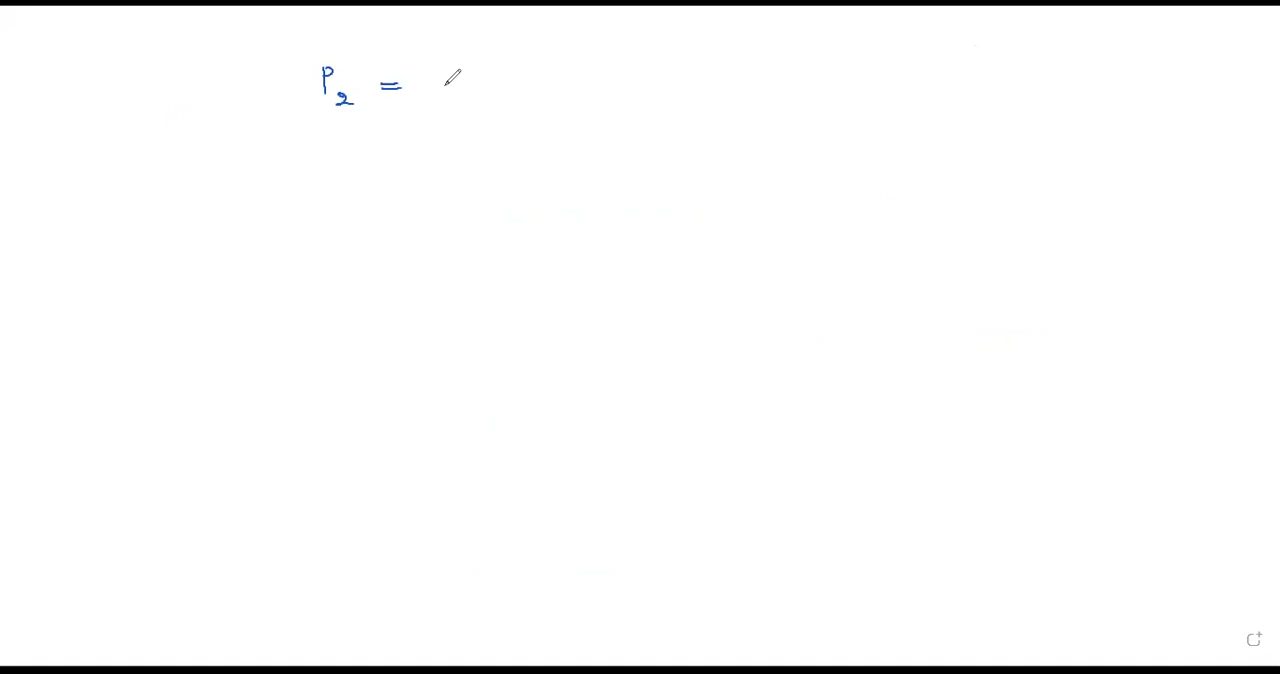 P₂ =